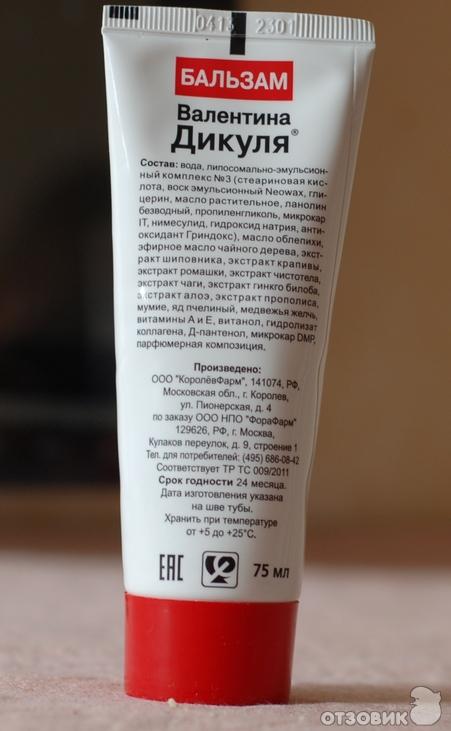 0413 2301
БАЛЬЗАМ
Валентина
Дикуля®
Состав: вода, липосомально-эмульсион-
ный комплекс №3 (стеариновая кис-
лота, воск эмульсионный Neowax, гли-
церин, масло растительное, ланолин
безводный, пропиленгликоль, микрокар
IT, нимесулид, гидроксид натрия, анти-
оксидант Гриндокс), масло облепихи,
эфирное масло чайного дерева, экст-
ракт шиповника, экстракт крапивы,
экстракт ромашки, экстракт чистотела,
экстракт чаги, экстракт гинкго билоба,
экстракт алоэ, экстракт прополиса,
мумие, яд пчелиный, медвежья желчь,
витамины А и Е, витанол, гидролизат
коллагена, Д-пантенол, микрокар DMP,
парфюмерная композиция.
Произведено:
ООО "КоролёвФарм", 141074, РФ,
Московская обл., г. Королев,
ул. Пионерская, д. 4
по заказу ООО НПО "ФораФарм"
129626, РФ, г. Москва,
Кулаков переулок, д. 9, строение 1
Тел. для потребителей: (495) 686-08-42
Соответствует ТР ТС 009/2011
Срок годности 24 месяца.
Дата изготовления указана
на шве тубы.
Хранить при температуре
от +5 до +25°С.
ЕАС 75 мл
ОТЗОВИК